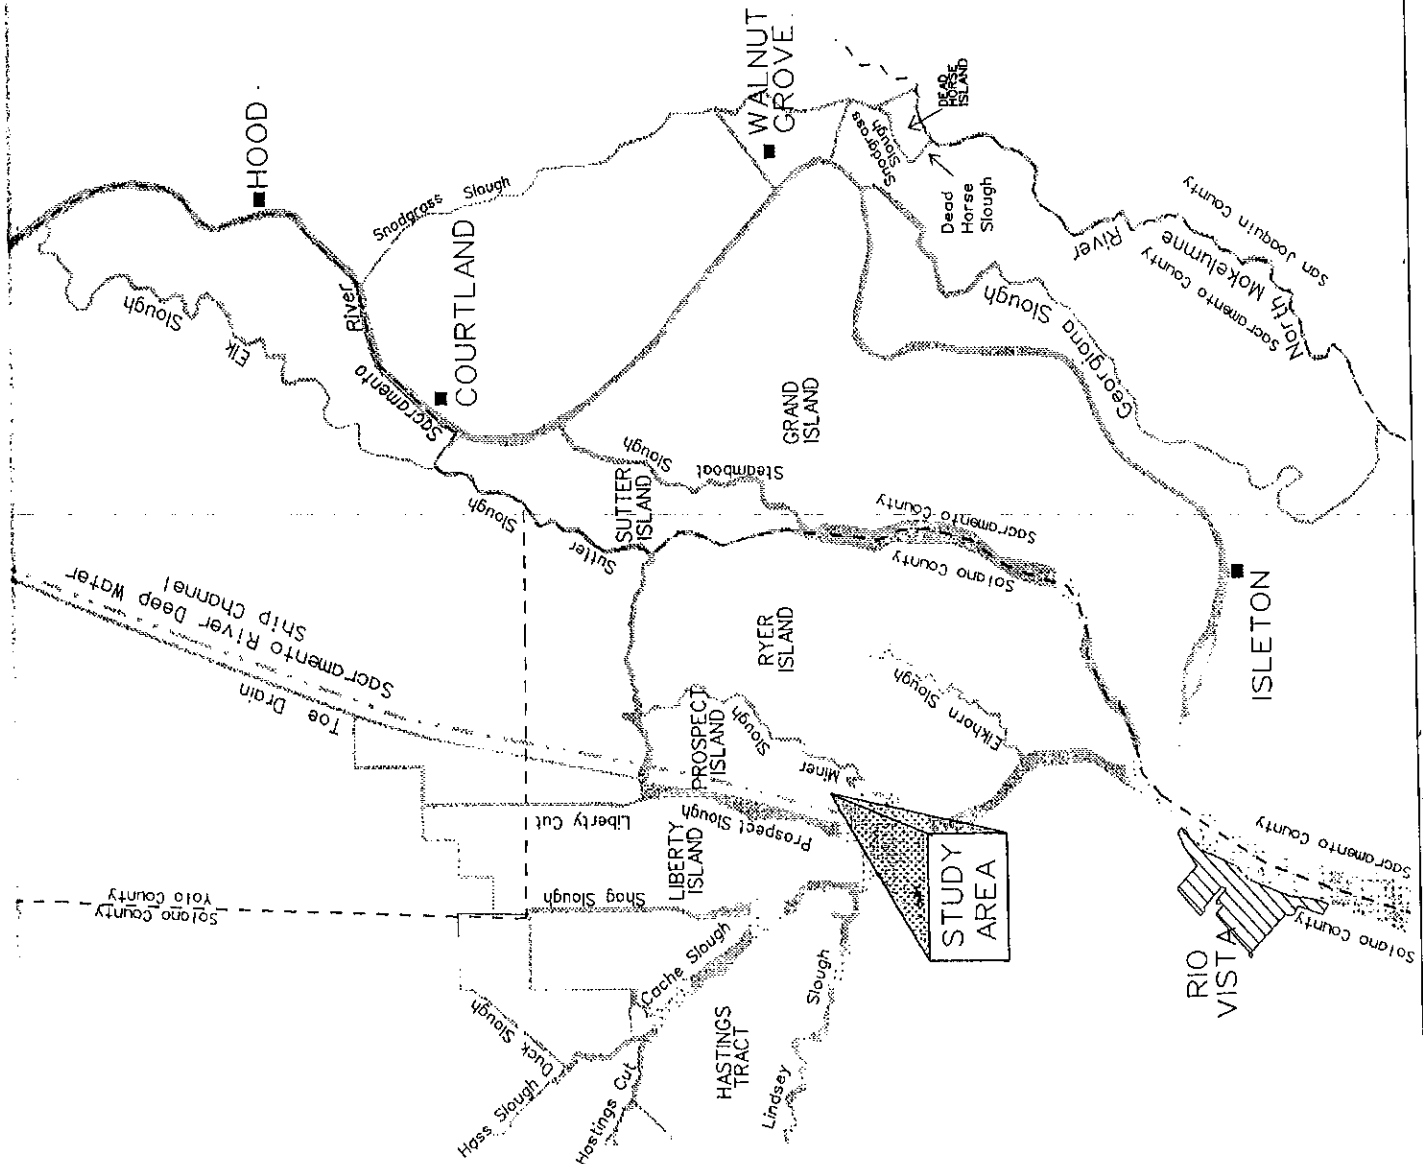 HOOD
WALNUT
GROVE
DEAD
HORSE
ISLAND
Snodgrass
Slough
Dead
Horse
Slough
Snodgrass Slough
COURTLAND
Sacramento
River
Elk
Slough
San Joaquin County
Sacramento County
North Mokelumne
River
Georgiana Slough
GRAND
ISLAND
Steamboat
Slough
SUTTER
ISLAND
Sutter
Slough
Sacramento County
Solano County
Sacramento River Deep Water
Ship Channel
Toe Drain
RYER
ISLAND
ISLETON
Elkhorn Slough
PROSPECT
ISLAND
Miner
Slough
Liberty Cut
Prospect Slough
LIBERTY
ISLAND
Shag Slough
Solano County
Yolo County
STUDY
AREA
Sacramento County
Solano County
RIO
VISTA
Cache Slough
Duck Slough
Hass Slough
Hastings Cut
HASTINGS
TRACT
Lindsey
Slough